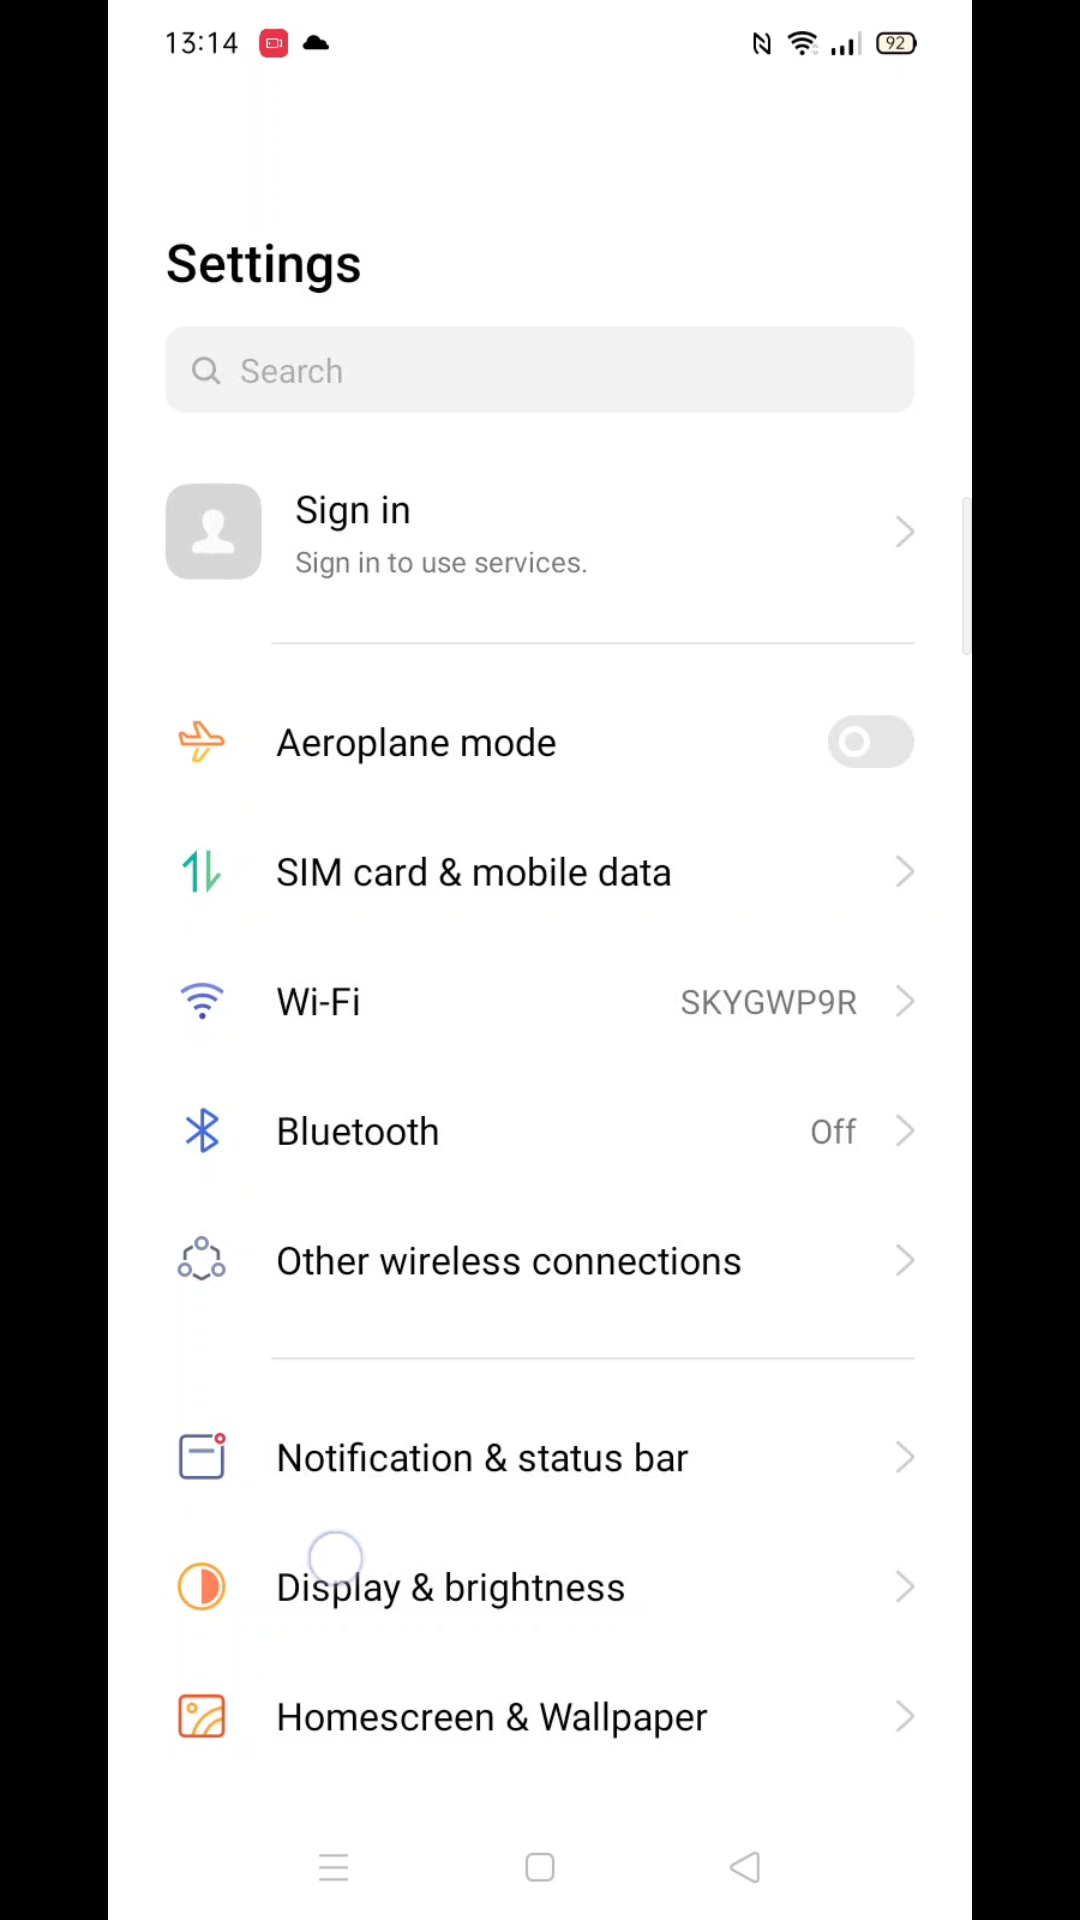 13:14 92
Settings
Search
Sign in
Sign in to use services.
Aeroplane mode
SIM card & mobile data
Wi-Fi SKYGWP9R
Bluetooth Off
Other wireless connections
Notification & status bar
Display & brightness
Homescreen & Wallpaper